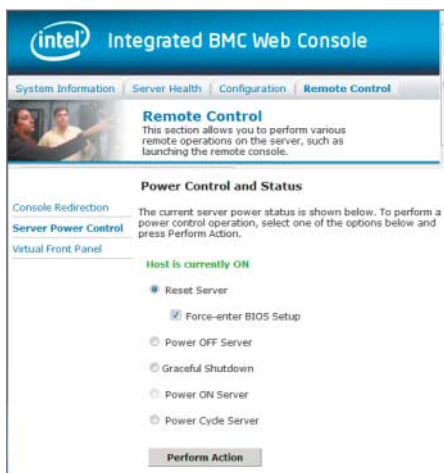 intel Integrated BMC Web Console
System Information Server Health Configuration Remote Control
Remote Control
This section allows you to perform various
remote operations on the server, such as
launching the remote console.
Power Control and Status
Console Redirection
Server Power Control
Virtual Front Panel
The current server power status is shown below. To perform a
power control operation, select one of the options below and
press Perform Action.
Host is currently ON
Reset Server
Force-enter BIOS Setup
Power OFF Server
Graceful Shutdown
Power ON Server
Power Cycle Server
Perform Action